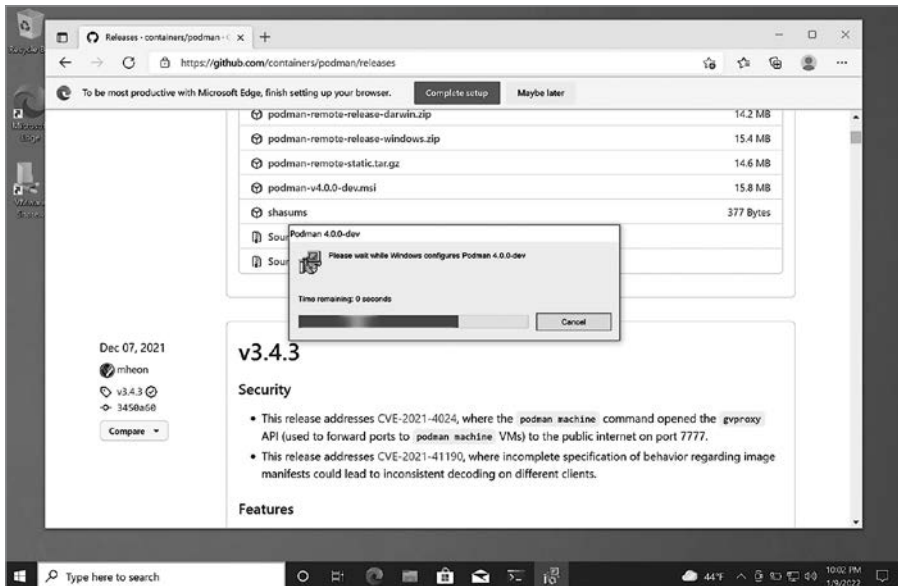 Releases · containers/podman · 
https://github.com/containers/podman/releases
To be most productive with Microsoft Edge, finish setting up your browser.
Complete setup
Maybe later
podman-remote-release-darwin.zip 14.2 MB
podman-remote-release-windows.zip 15.4 MB
podman-remote-static.tar.gz 14.6 MB
podman-v4.0.0-dev.msi 15.8 MB
shasums 377 Bytes
Sour
Sour
Podman 4.0.0-dev
Please wait while Windows configures Podman 4.0.0-dev
Time remaining: 0 seconds
Cancel
Dec 07, 2021
mheon
v3.4.3
3450a60
Compare
v3.4.3
Security
• This release addresses CVE-2021-4024, where the podman machine command opened the gvproxy
API (used to forward ports to podman machine VMs) to the public internet on port 7777.
• This release addresses CVE-2021-41190, where incomplete specification of behavior regarding image
manifests could lead to inconsistent decoding on different clients.
Features
Type here to search
44°F
10:02 PM
1/9/2022